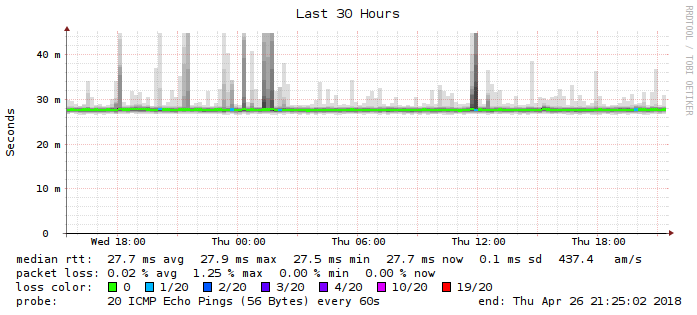 Last 30 Hours
RRDTOOL / TOBI OETIKER
Seconds
40 m
30 m
20 m
10 m
0
Wed 18:00 Thu 00:00 Thu 06:00 Thu 12:00 Thu 18:00
median rtt: 27.7 ms avg 27.9 ms max 27.5 ms min 27.7 ms now 0.1 ms sd 437.4 am/s
packet loss: 0.02 % avg 1.25 % max 0.00 % min 0.00 % now
loss color: 0 1/20 2/20 3/20 4/20 10/20 19/20
probe: 20 ICMP Echo Pings (56 Bytes) every 60s end: Thu Apr 26 21:25:02 2018